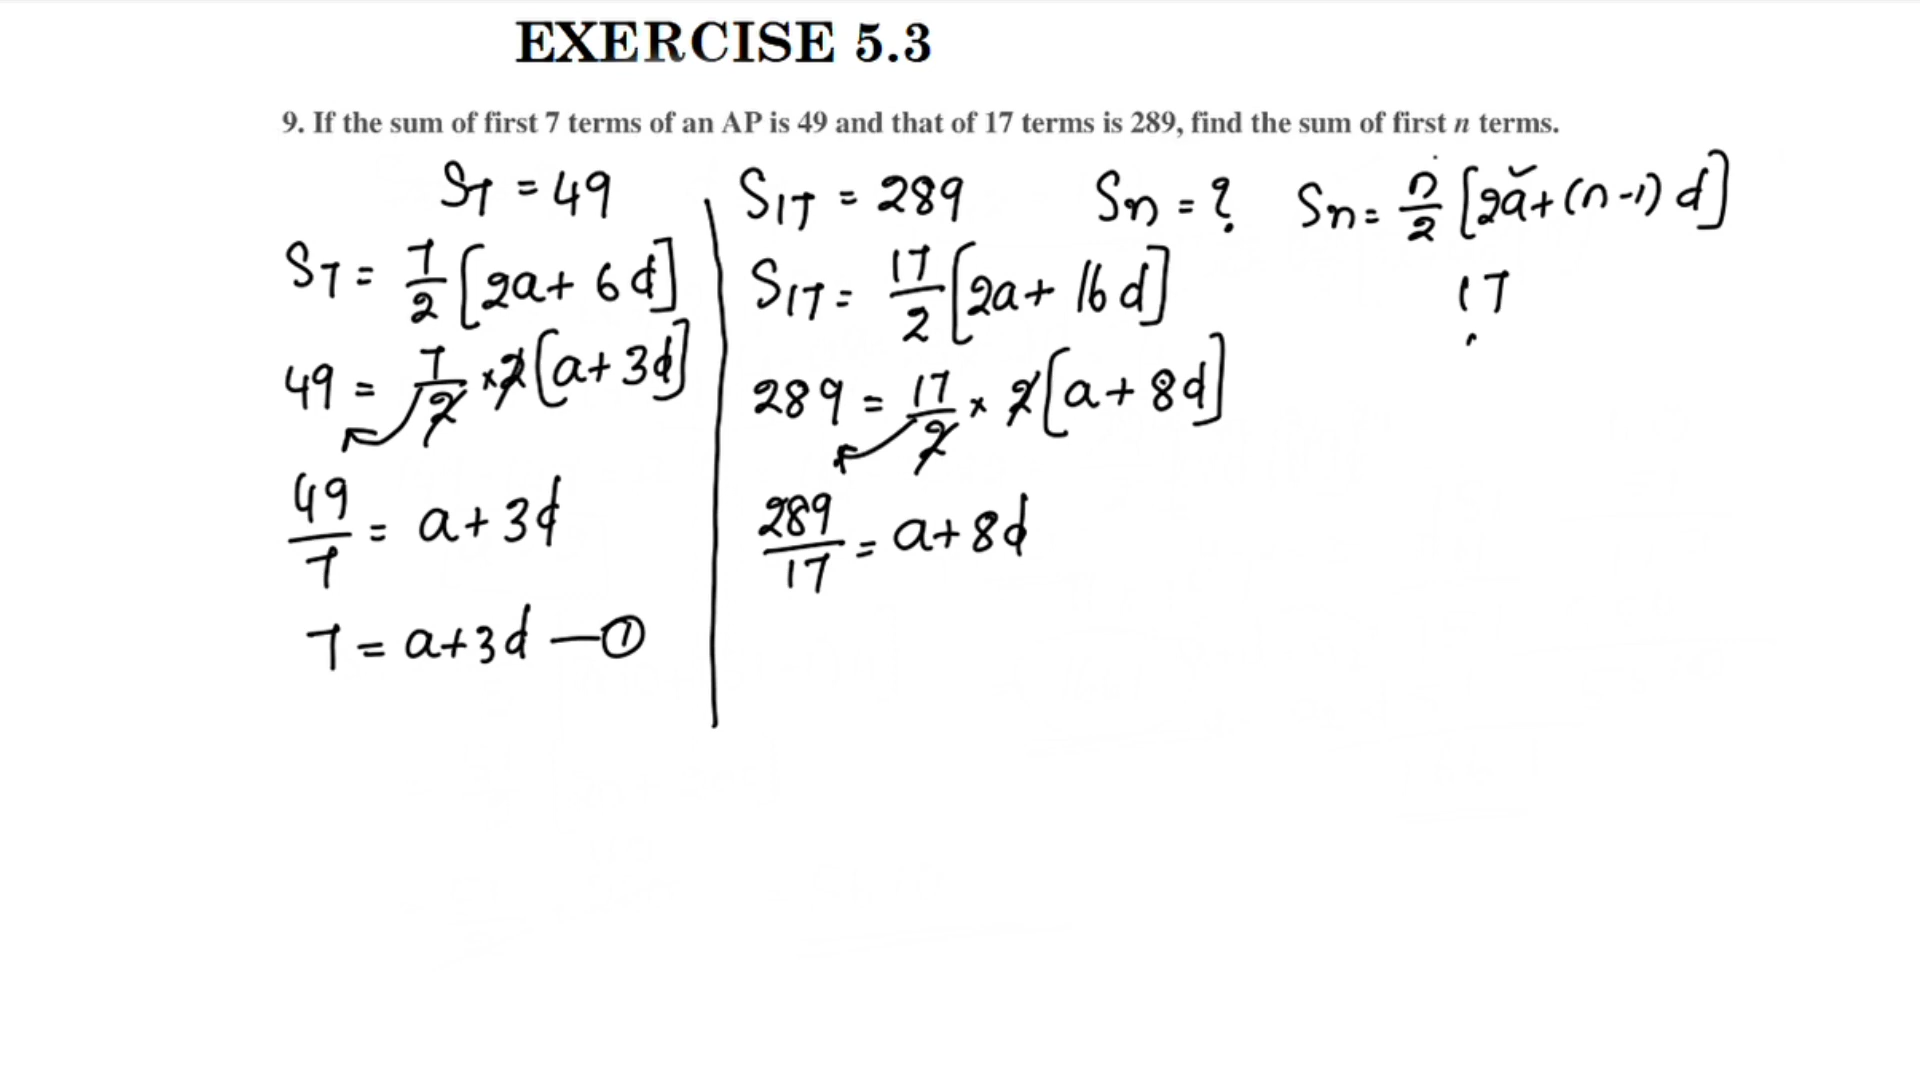 EXERCISE 5.3
9. If the sum of first 7 terms of an AP is 49 and that of 17 terms is 289, find the sum of first n terms.
S7 = 49
S7 = 7/2 [2a + 6d]
49 = 7/2 × 2[a + 3d]
49/7 = a + 3d
7 = a + 3d — ①
S17 = 289
S17 = 17/2 [2a + 16d]
289 = 17/2 × 2[a + 8d]
289/17 = a + 8d
Sn = ? Sn = n/2 [2a + (n-1) d]
17